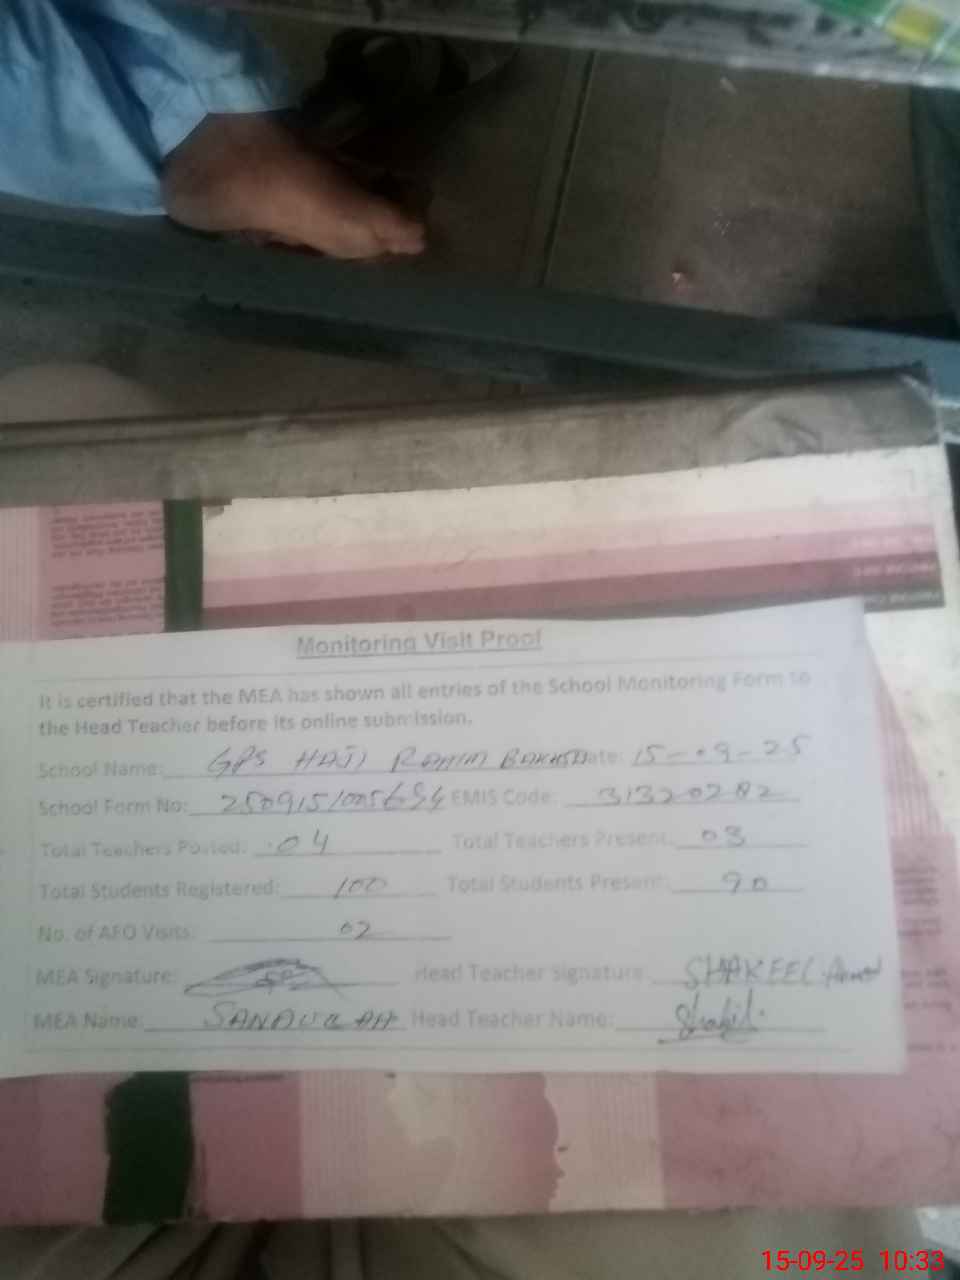 Monitoring Visit Proof
It is certified that the MEA has shown all entries of the School Monitoring Form to
the Head Teacher before its online submission.
School Name: GPS HAJI RAHIM BAKHSH Date: 15-09-25
School Form No: EMIS Code: 31320282
Total Teachers Posted: 04 Total Teachers Present: 03
Total Students Registered: 100 Total Students Present: 90
No. of AEO Visits: 02
MEA Signature: Head Teacher signature: SHAKEEL Ahmed
MEA Name: SANAULLAH Head Teacher Name: Shakil
15-09-25 10:33